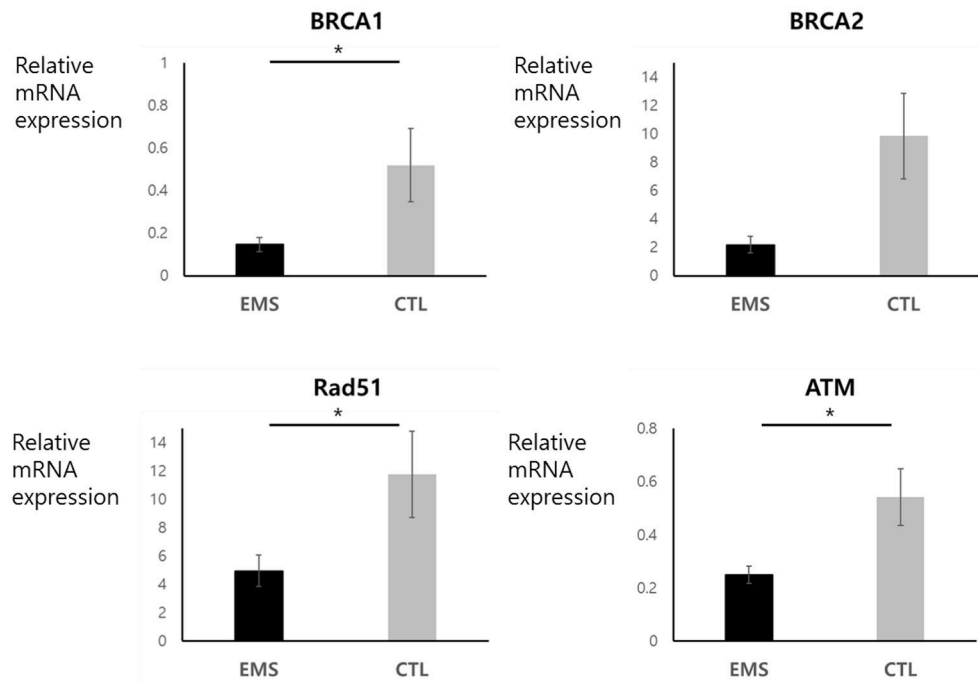 BRCA1
*
Relative
mRNA
expression
1
0.8
0.6
0.4
0.2
0
EMS
CTL
BRCA2
Relative
mRNA
expression
14
12
10
8
6
4
2
0
EMS
CTL
Rad51
*
Relative
mRNA
expression
14
12
10
8
6
4
2
0
EMS
CTL
ATM
*
Relative
mRNA
expression
0.8
0.6
0.4
0.2
0
EMS
CTL